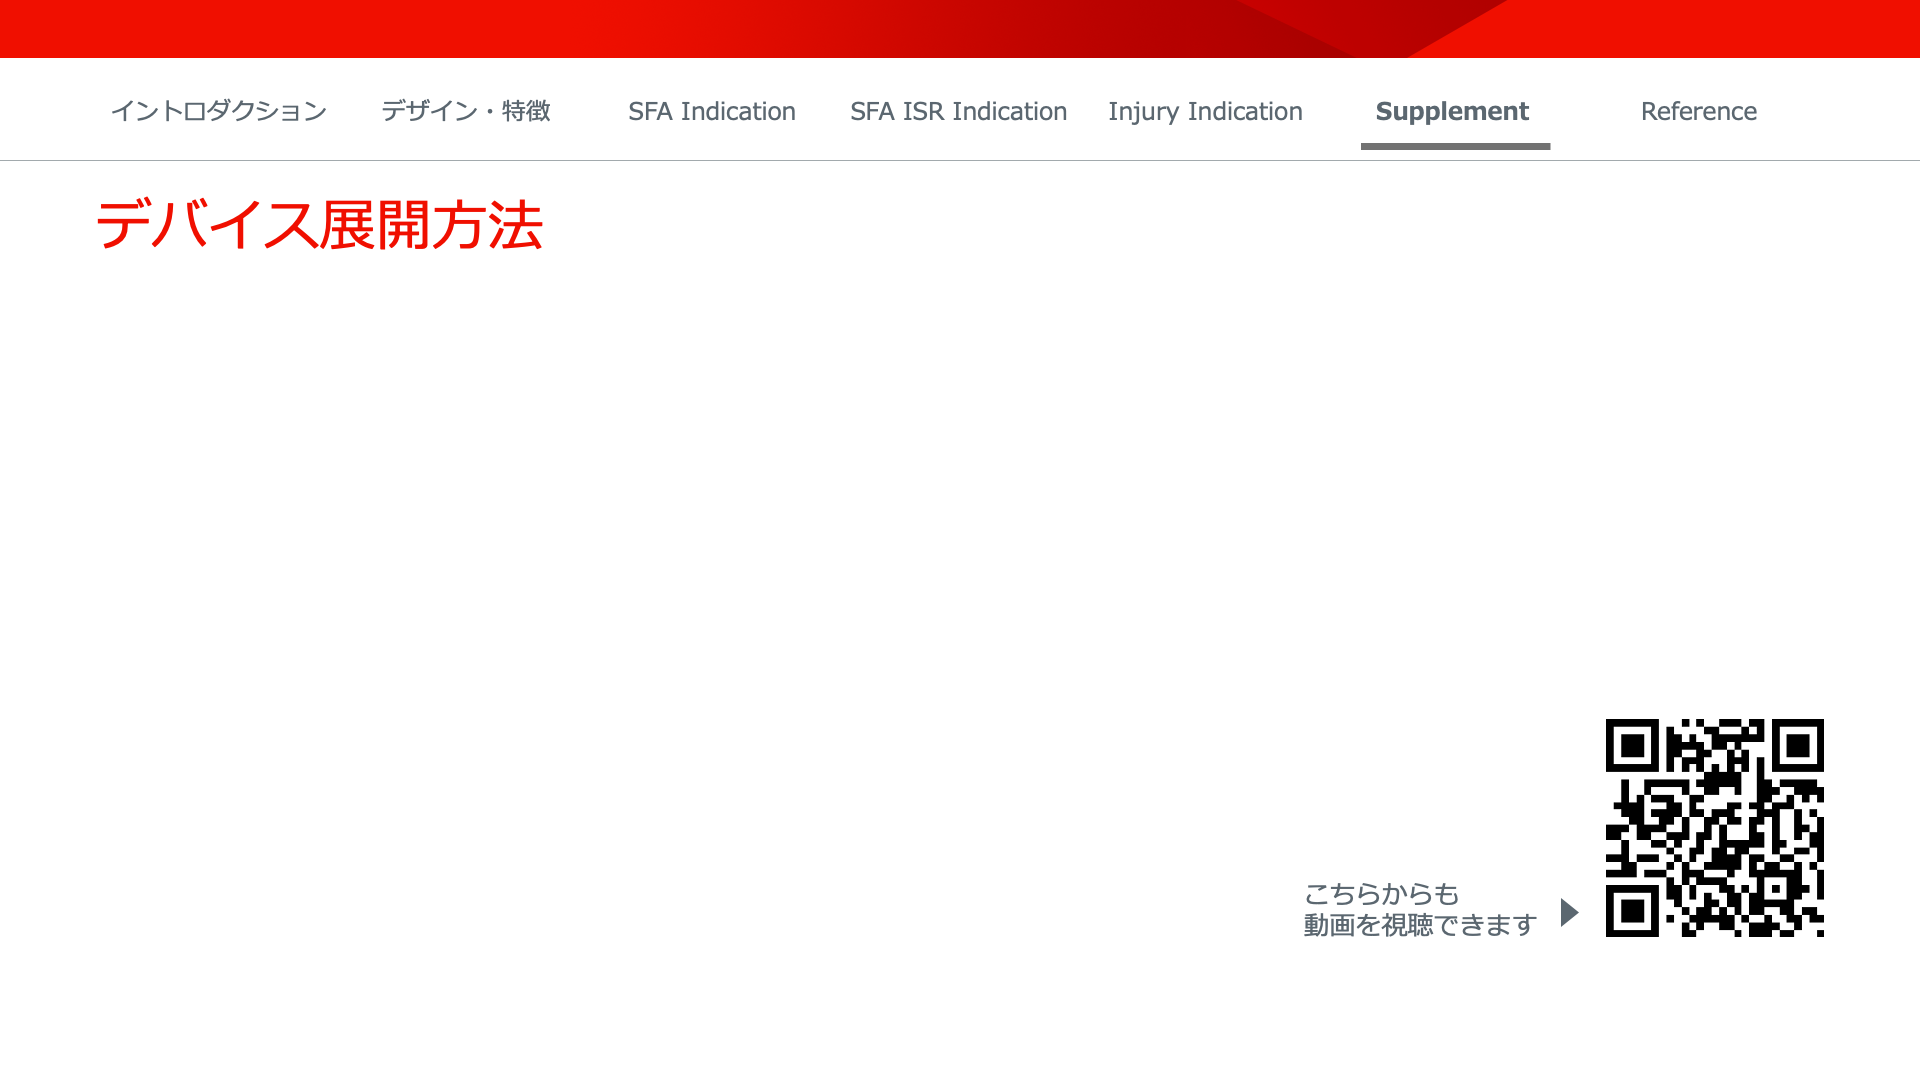 イントロダクション デザイン・特徴 SFA Indication SFA ISR Indication Injury Indication Supplement Reference
デバイス展開方法
こちらからも
動画を視聴できます